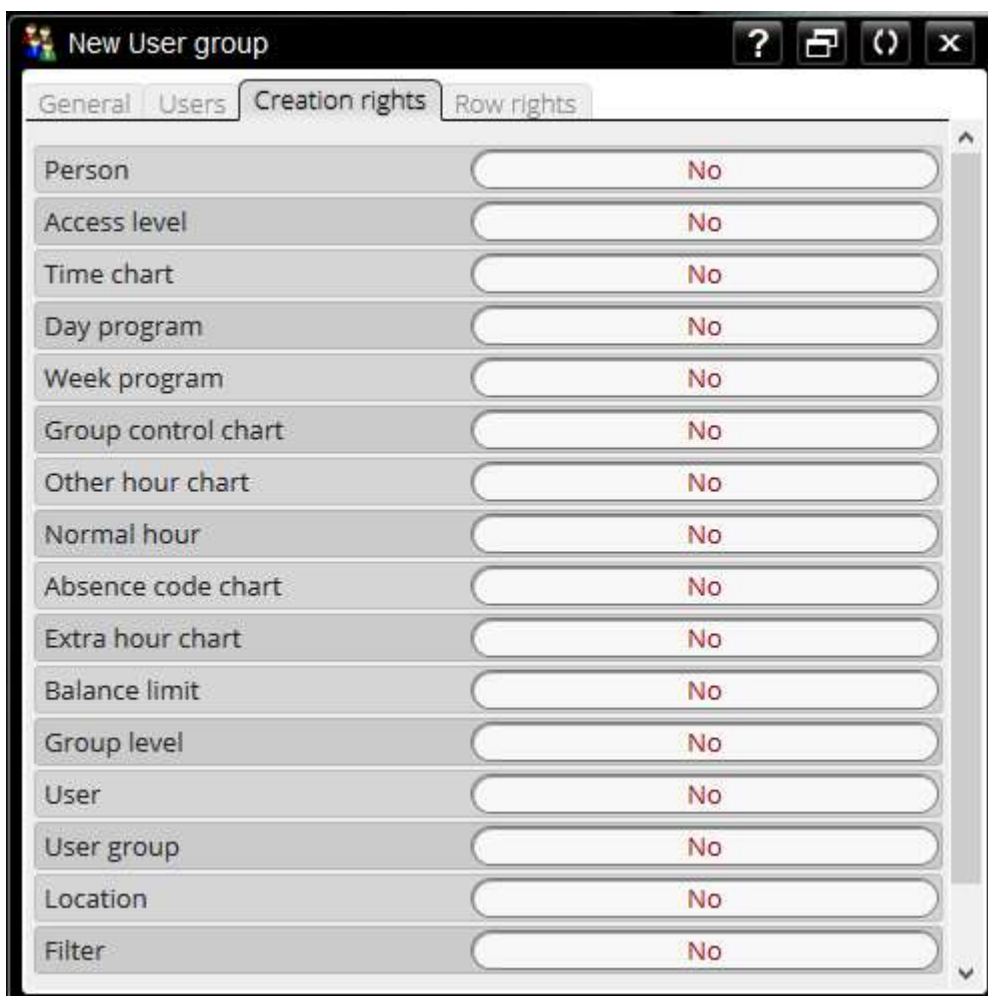 New User group ?
General Users Creation rights Row rights
Person No
Access level No
Time chart No
Day program No
Week program No
Group control chart No
Other hour chart No
Normal hour No
Absence code chart No
Extra hour chart No
Balance limit No
Group level No
User No
User group No
Location No
Filter No